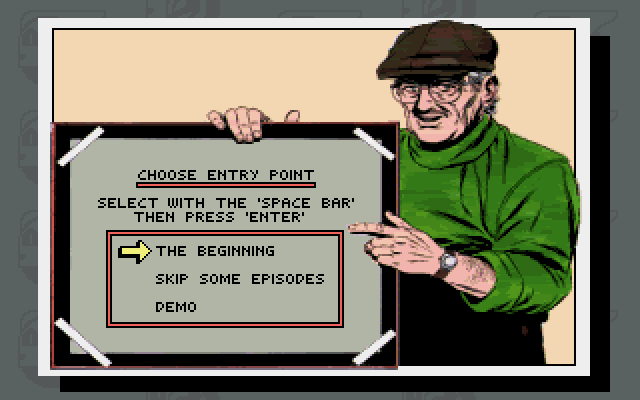 CHOOSE ENTRY POINT
SELECT WITH THE 'SPACE BAR'
THEN PRESS 'ENTER'
THE BEGINNING
SKIP SOME EPISODES
DEMO